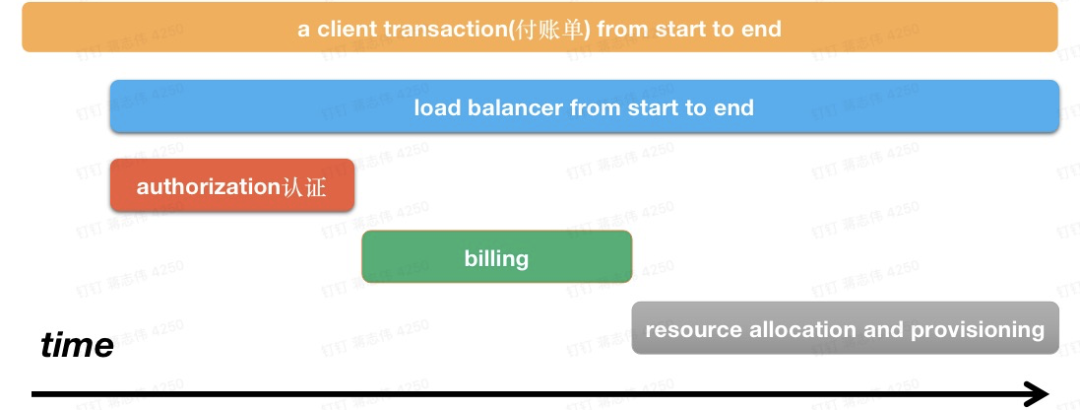 a client transaction(付账单) from start to end
load balancer from start to end
authorization认证
billing
resource allocation and provisioning
time
钉钉 蒋志伟 4250